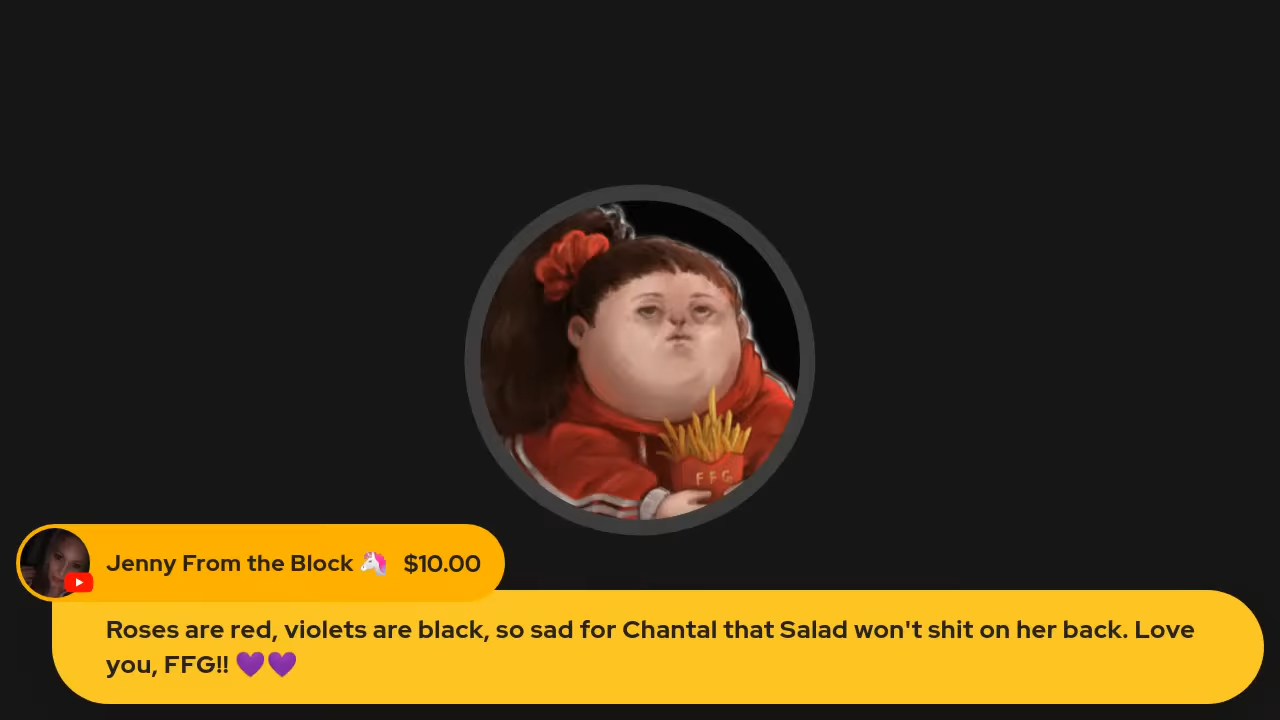 FFG
Jenny From the Block 🦄 $10.00
Roses are red, violets are black, so sad for Chantal that Salad won't shit on her back. Love
you, FFG!! 💜💜